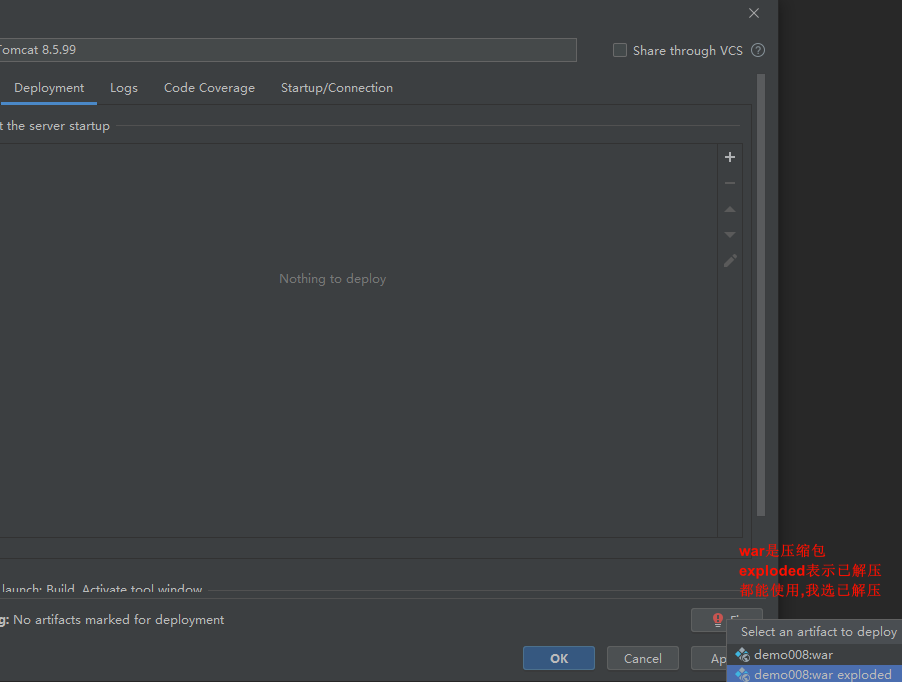 Tomcat 8.5.99
Share through VCS
Deployment Logs Code Coverage Startup/Connection
t the server startup
Nothing to deploy
war是压缩包
exploded表示已解压
都能使用,我选已解压
launch: Build, Activate tool window
g: No artifacts marked for deployment
Select an artifact to deploy
OK Cancel Ap
demo008:war
demo008:war exploded